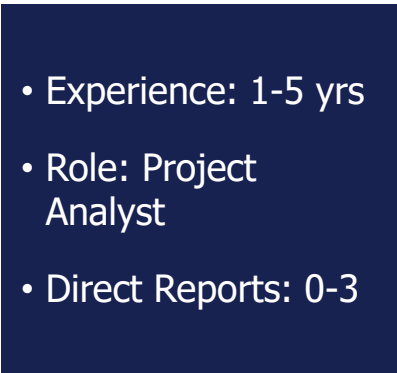 • Experience: 1-5 yrs
• Role: Project
Analyst
• Direct Reports: 0-3